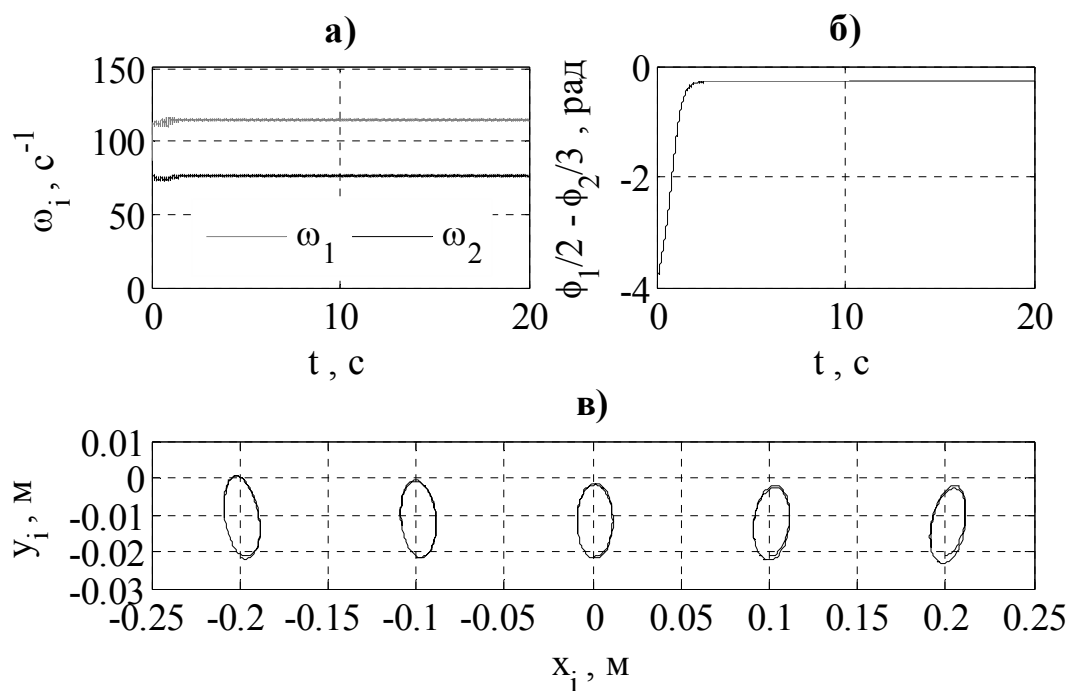 а)
150
100
50
0
ω_i , с^-1
ω_1 ω_2
0 10 20
t , с
б)
0
-2
-4
ϕ_1/2 - ϕ_2/3 , рад
0 10 20
t , с
в)
0.01
0
-0.01
-0.02
-0.03
y_i , м
-0.25 -0.2 -0.15 -0.1 -0.05 0 0.05 0.1 0.15 0.2 0.25
x_i , м